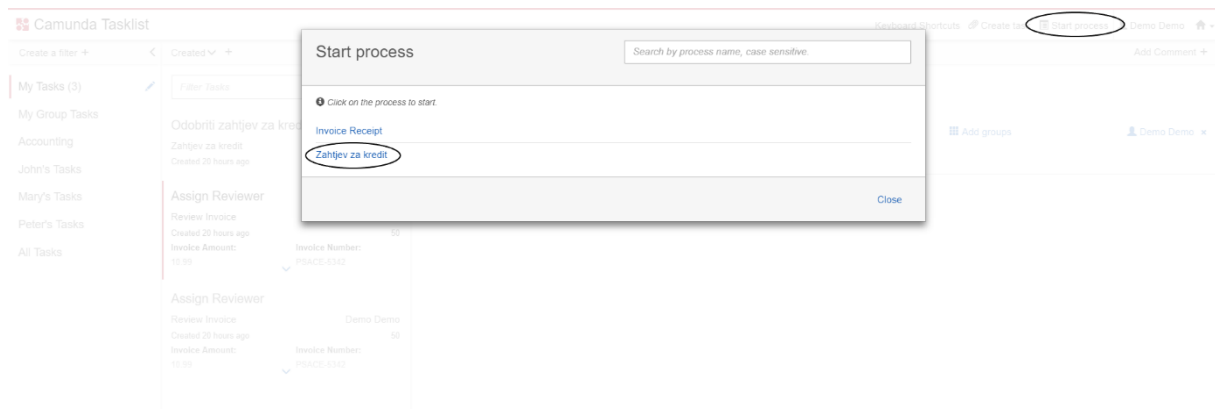 Camunda Tasklist
Keyboard Shortcuts Create task Start process Demo Demo
Create a filter +
Created +
Add Comment +
Start process
Search by process name, case sensitive.
My Tasks (3)
Filter Tasks
Click on the process to start.
My Group Tasks
Odobriti zahtjev za kred
Invoice Receipt
Add groups
Demo Demo
Accounting
Zahtjev za kredit
Zahtjev za kredit
Created 20 hours ago
John's Tasks
Mary's Tasks
Assign Reviewer
Close
Review Invoice
Peter's Tasks
Created 20 hours ago 50
Invoice Amount: Invoice Number:
All Tasks
PSACE-5342
Assign Reviewer
Review Invoice Demo Demo
Created 20 hours ago 50
Invoice Amount: Invoice Number:
PSACE-5342